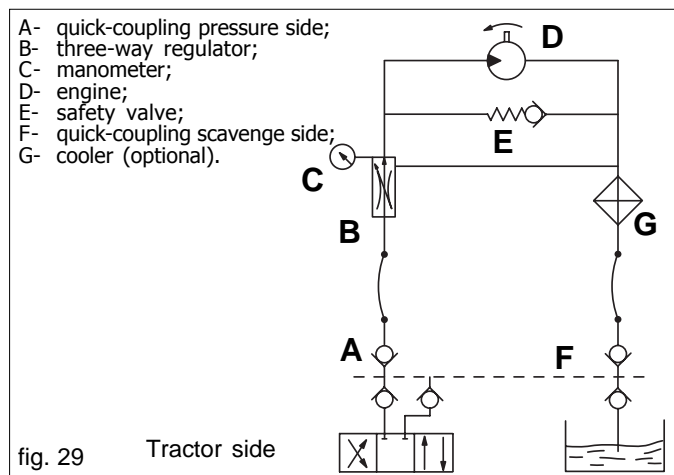 A- quick-coupling pressure side;
B- three-way regulator;
C- manometer;
D- engine;
E- safety valve;
F- quick-coupling scavenge side;
G- cooler (optional).
D
E
C
B
G
A
F
fig. 29 Tractor side